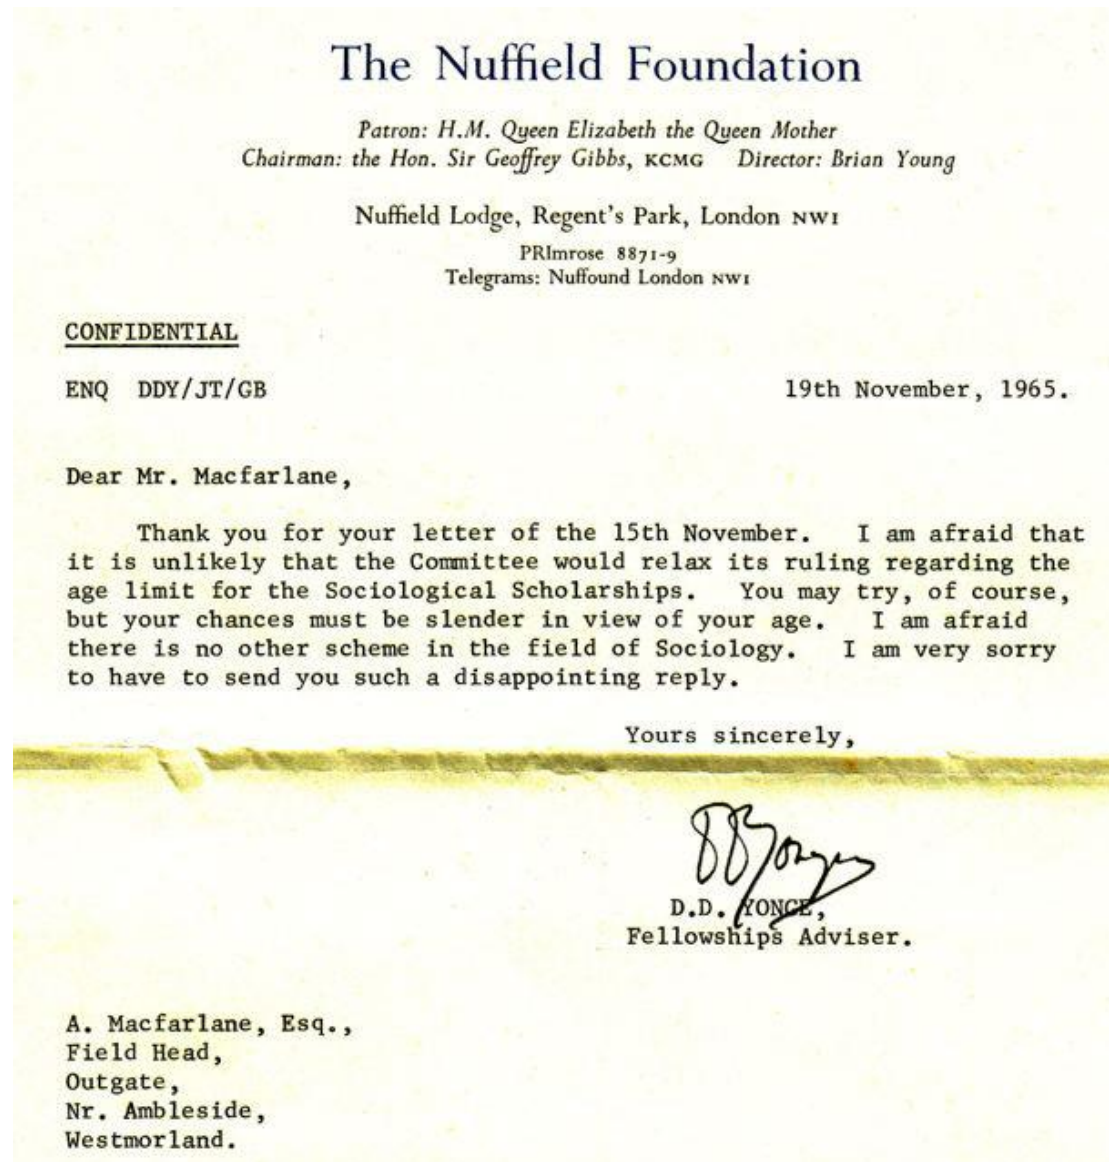 The Nuffield Foundation
Patron: H.M. Queen Elizabeth the Queen Mother
Chairman: the Hon. Sir Geoffrey Gibbs, KCMG Director: Brian Young
Nuffield Lodge, Regent's Park, London NW1
PRImrose 8871-9
Telegrams: Nuffound London NW1
CONFIDENTIAL
ENQ DDY/JT/GB 19th November, 1965.
Dear Mr. Macfarlane,
Thank you for your letter of the 15th November. I am afraid that
it is unlikely that the Committee would relax its ruling regarding the
age limit for the Sociological Scholarships. You may try, of course,
but your chances must be slender in view of your age. I am afraid
there is no other scheme in the field of Sociology. I am very sorry
to have to send you such a disappointing reply.
Yours sincerely,
DDYonge
D.D. YONGE,
Fellowships Adviser.
A. Macfarlane, Esq.,
Field Head,
Outgate,
Nr. Ambleside,
Westmorland.